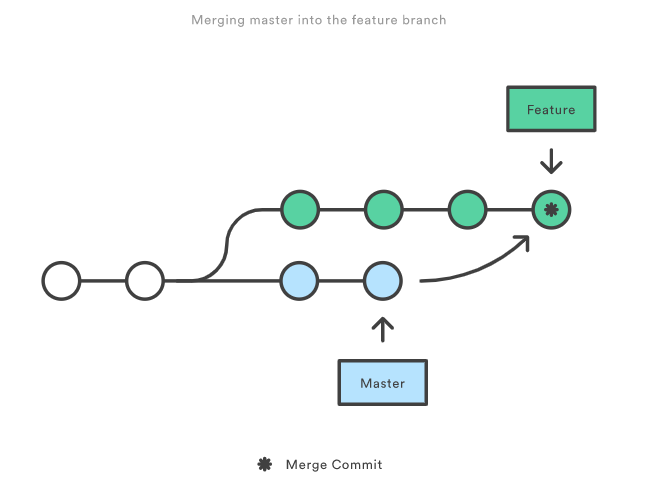 Merging master into the feature branch
Feature
Master
Merge Commit